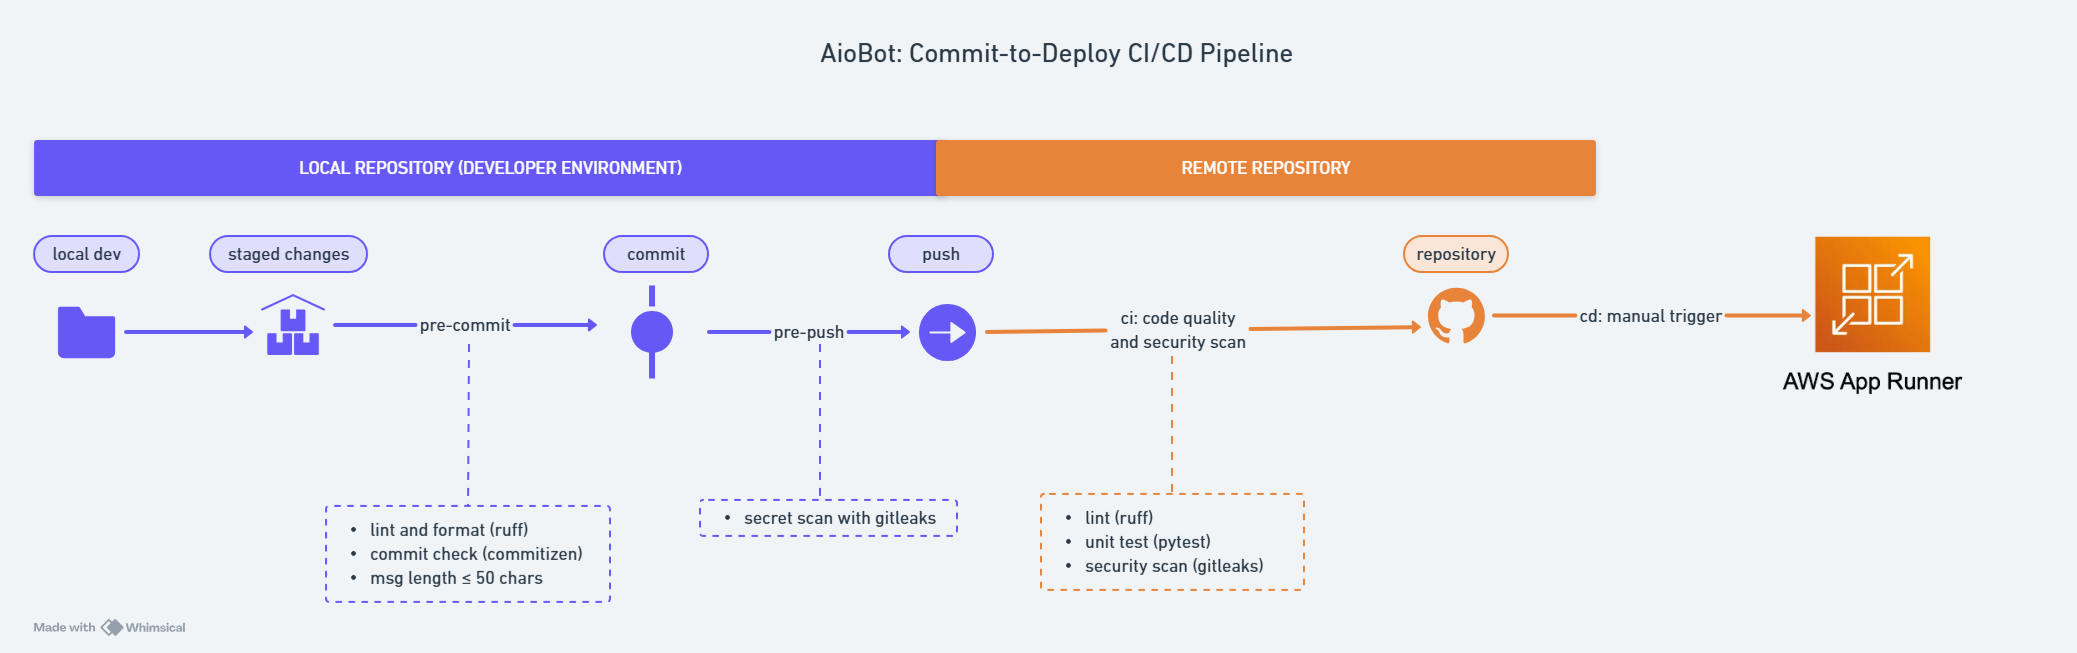 AioBot: Commit-to-Deploy CI/CD Pipeline
LOCAL REPOSITORY (DEVELOPER ENVIRONMENT)
REMOTE REPOSITORY
local dev
staged changes
commit
push
repository
pre-commit
pre-push
ci: code quality
and security scan
cd: manual trigger
AWS App Runner
• lint and format (ruff)
• commit check (commitizen)
• msg length ≤ 50 chars
• secret scan with gitleaks
• lint (ruff)
• unit test (pytest)
• security scan (gitleaks)
Made with Whimsical